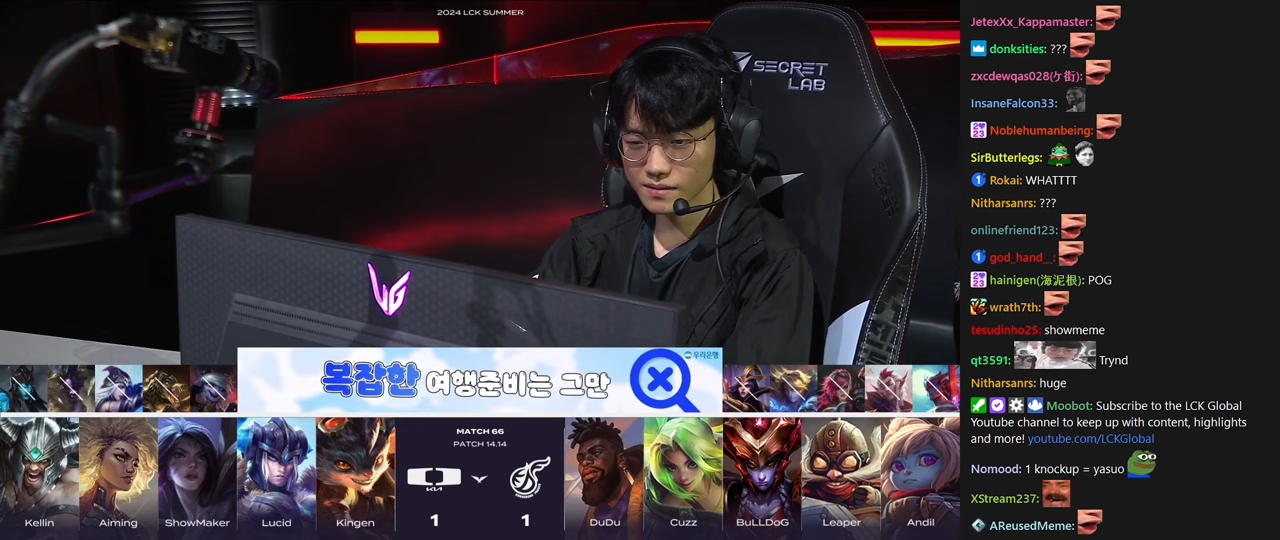 2024 LCK SUMMER
SECRET
LAB
우리은행
복잡한 여행준비는 그만
MATCH 66
PATCH 14.14
KIA
1
1
Kellin
Aiming
ShowMaker
Lucid
Kingen
DuDu
Cuzz
BuLLDoG
Leaper
Andil
JetexXx_Kappamaster:
donksities: ???
zxcdewqas028(ケ街):
InsaneFalcon33:
Noblehumanbeing:
SirButterlegs:
Rokai: WHATTTT
Nitharsanrs: ???
onlinefriend123:
god_hand__:
hainigen(海泥根): POG
wrath7th:
tesudinho25: showmeme
qt3591: Trynd
Nitharsanrs: huge
Moobot: Subscribe to the LCK Global
Youtube channel to keep up with content, highlights
and more! youtube.com/LCKGlobal
Nomood: 1 knockup = yasuo
XStream237:
AReusedMeme: